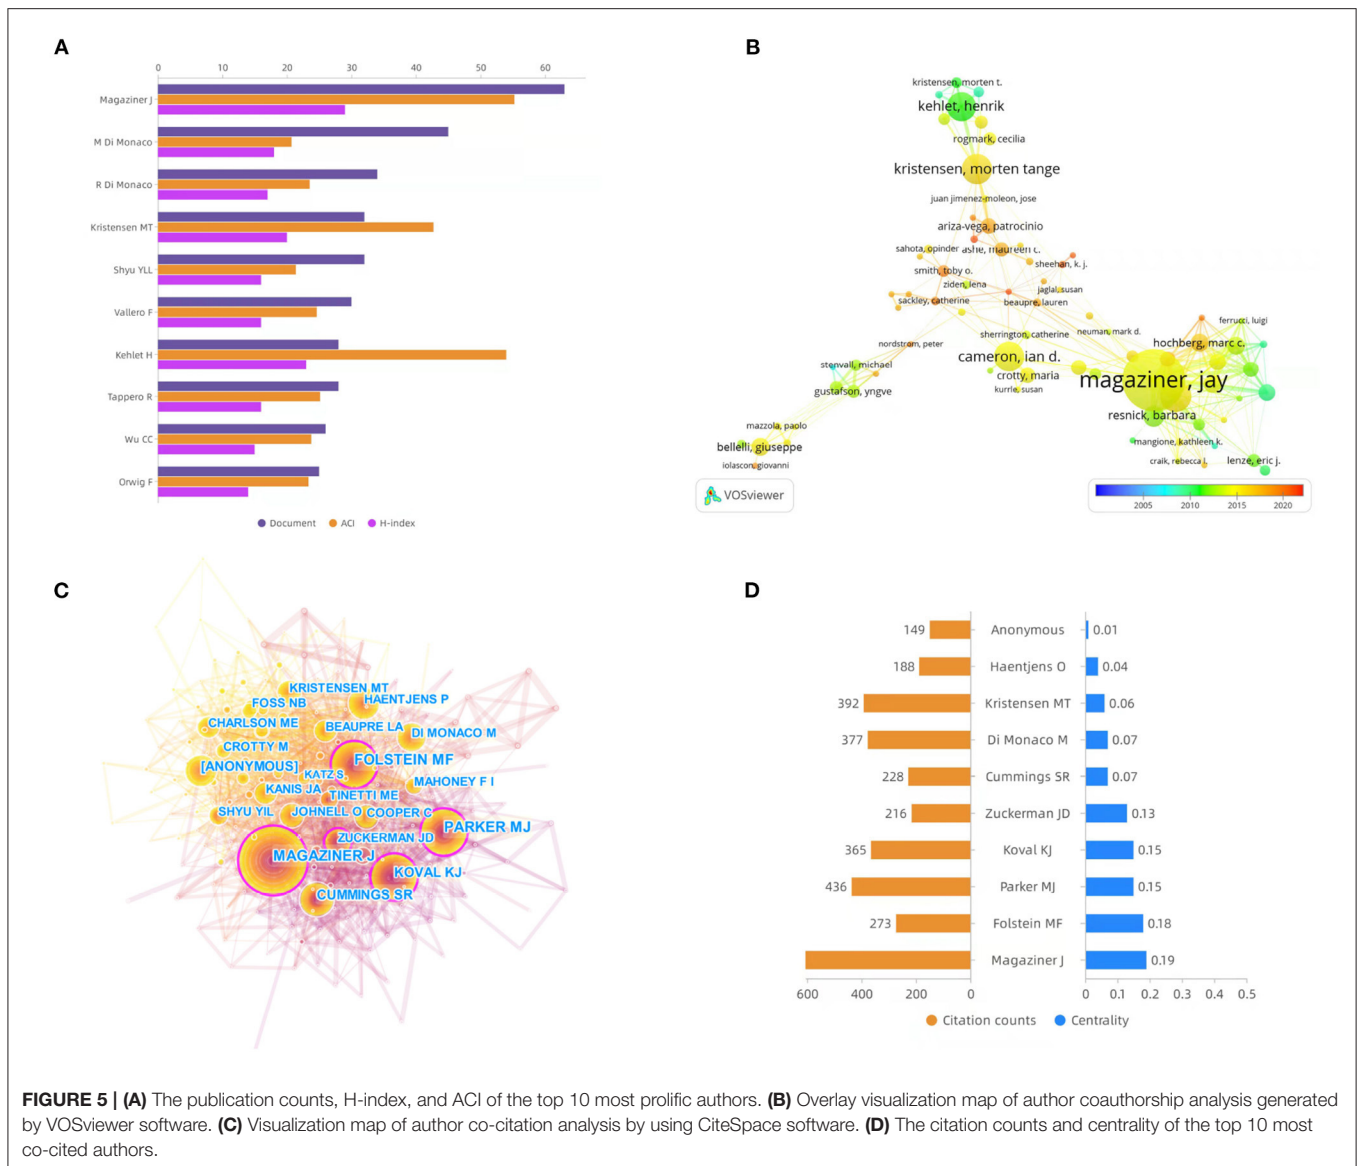 A
0 10 20 30 40 50 60
Magaziner J
M Di Monaco
R Di Monaco
Kristensen MT
Shyu YLL
Vallero F
Kehlet H
Tappero R
Wu CC
Orwig F
Document ACI H-index
B
kristensen, morten t.
kehlet, henrik
rogmark, cecilia
kristensen, morten tange
juan jimenez-moleon, jose
ariza-vega, patrocinio
sahota, opinder ashe, maureen c.
sheehan, k. j.
smith, toby o.
ziden, lena
jaglal, susan
sackley, catherine
beaupre, lauren
ferrucci, luigi
neuman, mark d.
sherrington, catherine
nordstrom, peter
hochberg, marc c.
cameron, ian d.
stenvall, michael
crotty, maria
magaziner, jay
gustafson, yngve
kurrle, susan
resnick, barbara
mazzola, paolo
mangione, kathleen k.
bellelli, giuseppe
iolascon, giovanni
craik, rebecca l.
lenze, eric j.
VOSviewer
2005 2010 2015 2020
C
KRISTENSEN MT
HAENTJENS P
FOSS NB
CHARLSON ME
BEAUPRE LA
DI MONACO M
CROTTY M
[ANONYMOUS]
FOLSTEIN MF
KATZ S,
MAHONEY F I
KANIS JA
TINETTI ME
SHYU YIL
JOHNELL O
COOPER C
PARKER MJ
ZUCKERMAN JD
MAGAZINER J
KOVAL KJ
CUMMINGS SR
D
149 Anonymous 0.01
188 Haentjens O 0.04
392 Kristensen MT 0.06
377 Di Monaco M 0.07
228 Cummings SR 0.07
216 Zuckerman JD 0.13
365 Koval KJ 0.15
436 Parker MJ 0.15
273 Folstein MF 0.18
Magaziner J 0.19
600 400 200 0 0 0.1 0.2 0.3 0.4 0.5
Citation counts Centrality
FIGURE 5 | (A) The publication counts, H-index, and ACI of the top 10 most prolific authors. (B) Overlay visualization map of author coauthorship analysis generated
by VOSviewer software. (C) Visualization map of author co-citation analysis by using CiteSpace software. (D) The citation counts and centrality of the top 10 most
co-cited authors.